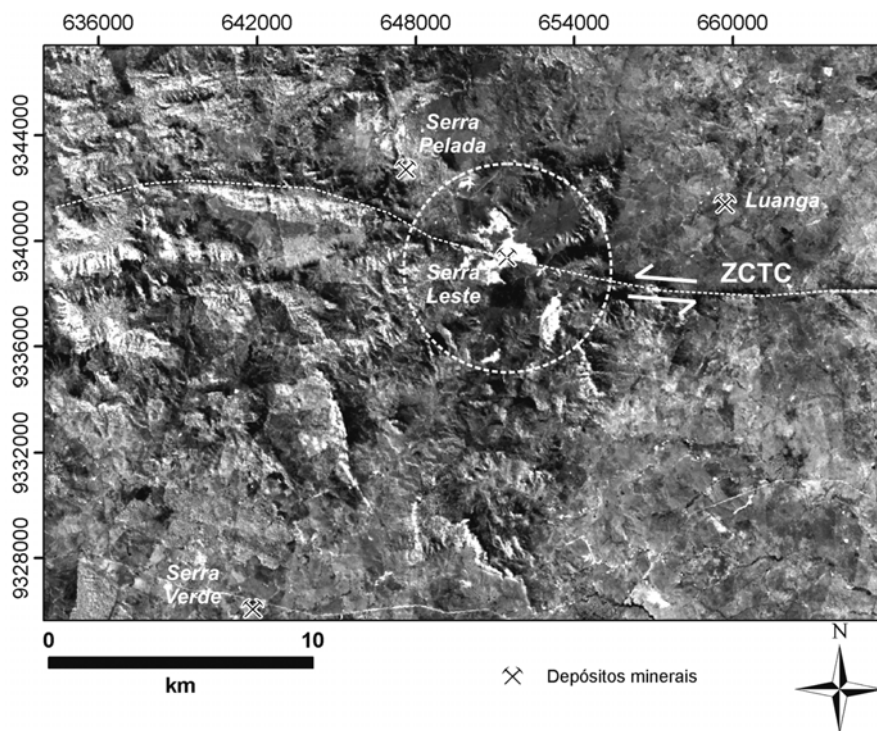 636000 642000 648000 654000 660000
9344000
9340000
9336000
9332000
9328000
Serra
Pelada
Luanga
Serra
Leste
ZCTC
Serra
Verde
0 10
km
Depósitos minerais
N